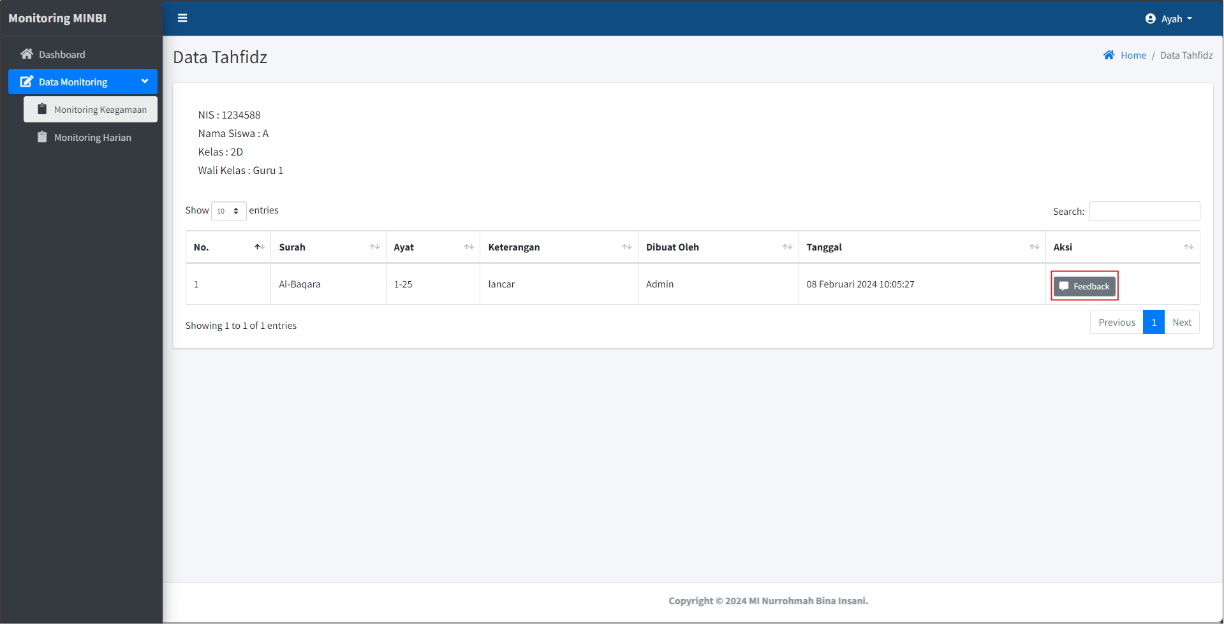 Monitoring MINBI
Ayah
Dashboard
Data Monitoring
Monitoring Keagamaan
Monitoring Harian
Data Tahfidz
Home / Data Tahfidz
NIS : 1234588
Nama Siswa : A
Kelas : 2D
Wali Kelas : Guru 1
Show 10 entries
Search:
No. Surah Ayat Keterangan Dibuat Oleh Tanggal Aksi
1 Al-Baqara 1-25 lancar Admin 08 Februari 2024 10:05:27 Feedback
Showing 1 to 1 of 1 entries
Previous 1 Next
Copyright © 2024 MI Nurrohmah Bina Insani.